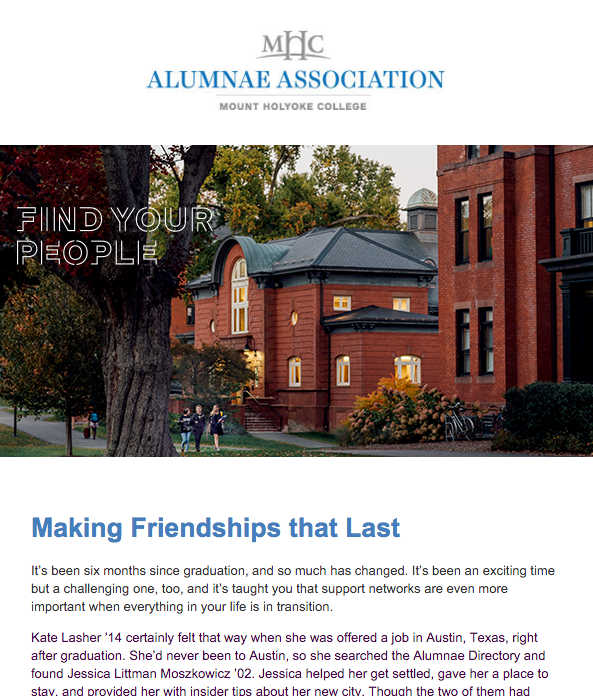 MHC
ALUMNAE ASSOCIATION
MOUNT HOLYOKE COLLEGE
FIND YOUR
PEOPLE
Making Friendships that Last
It’s been six months since graduation, and so much has changed. It’s been an exciting time
but a challenging one, too, and it’s taught you that support networks are even more
important when everything in your life is in transition.
Kate Lasher ’14 certainly felt that way when she was offered a job in Austin, Texas, right
after graduation. She’d never been to Austin, so she searched the Alumnae Directory and
found Jessica Littman Moszkowicz ’02. Jessica helped her get settled, gave her a place to
stay, and provided her with insider tips about her new city. Though the two of them had